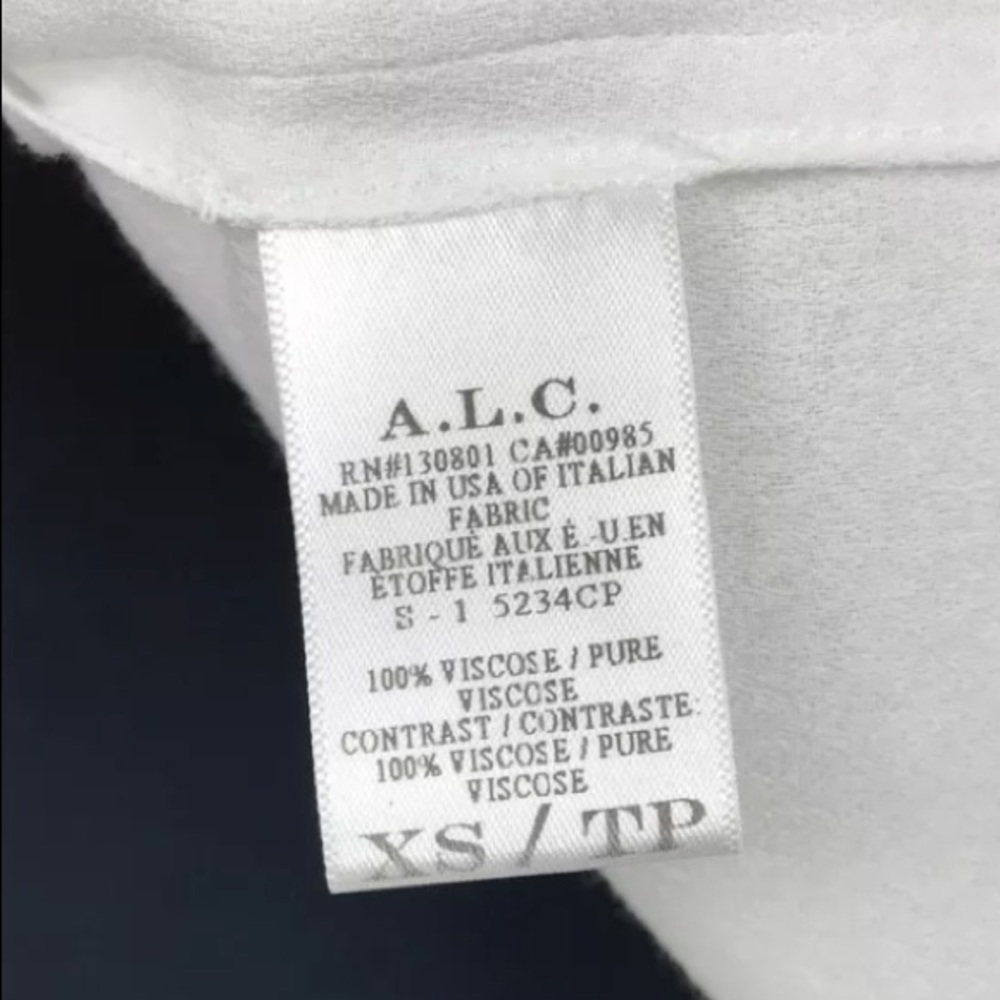 A.L.C.
RN#130801 CA#00985
MADE IN USA OF ITALIAN
FABRIC
FABRIQUÉ AUX É.-U.EN
ÉTOFFE ITALIENNE
S - 1 5234CP
100% VISCOSE / PURE
VISCOSE
CONTRAST / CONTRASTE:
100% VISCOSE / PURE
VISCOSE
XS / TP